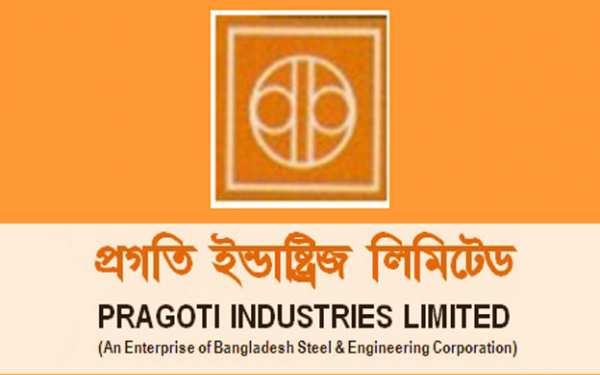 প্রগতি ইন্ডাষ্ট্রিজ লিমিটেড
PRAGOTI INDUSTRIES LIMITED
(An Enterprise of Bangladesh Steel & Engineering Corporation)